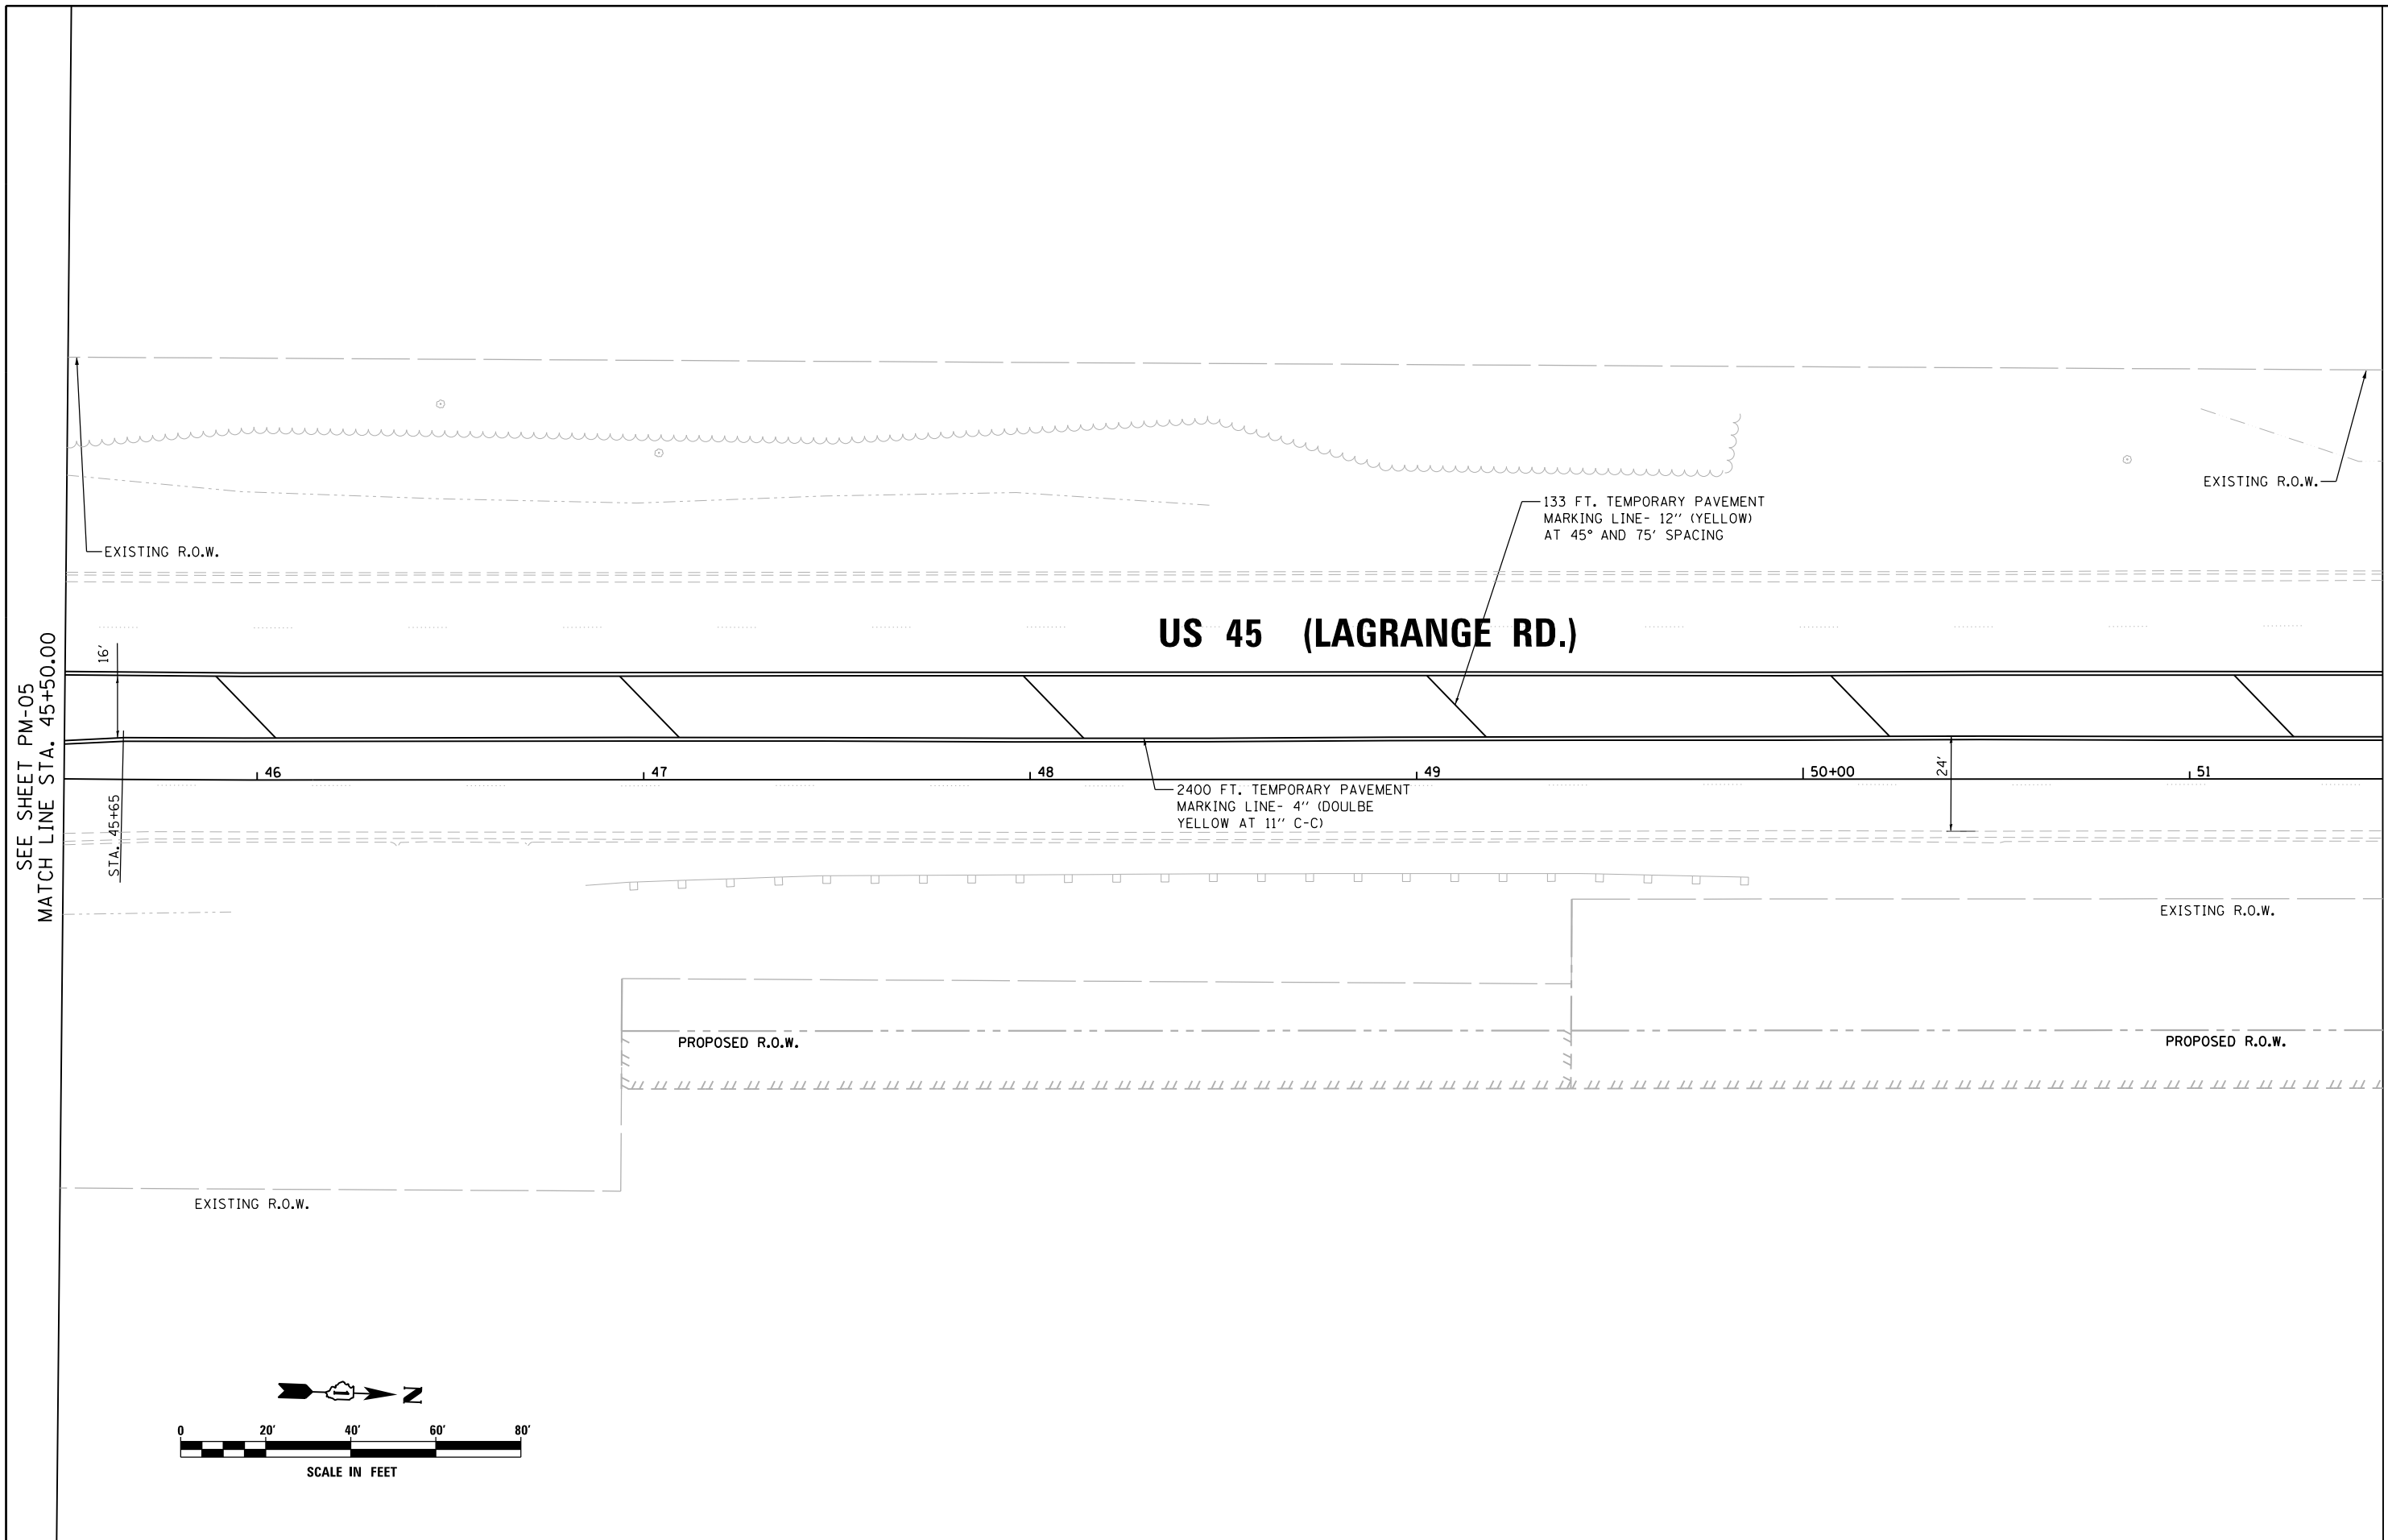 EXISTING R.O.W.
133 FT. TEMPORARY PAVEMENT
MARKING LINE- 12'' (YELLOW)
AT 45° AND 75' SPACING
EXISTING R.O.W.
US 45 (LAGRANGE RD.)
SEE SHEET PM-05
MATCH LINE STA. 45+50.00
16'
STA. 45+65
46
47
48
49
50+00
51
24'
2400 FT. TEMPORARY PAVEMENT
MARKING LINE- 4'' (DOULBE
YELLOW AT 11'' C-C)
EXISTING R.O.W.
PROPOSED R.O.W.
PROPOSED R.O.W.
EXISTING R.O.W.
N
0 20' 40' 60' 80'
SCALE IN FEET